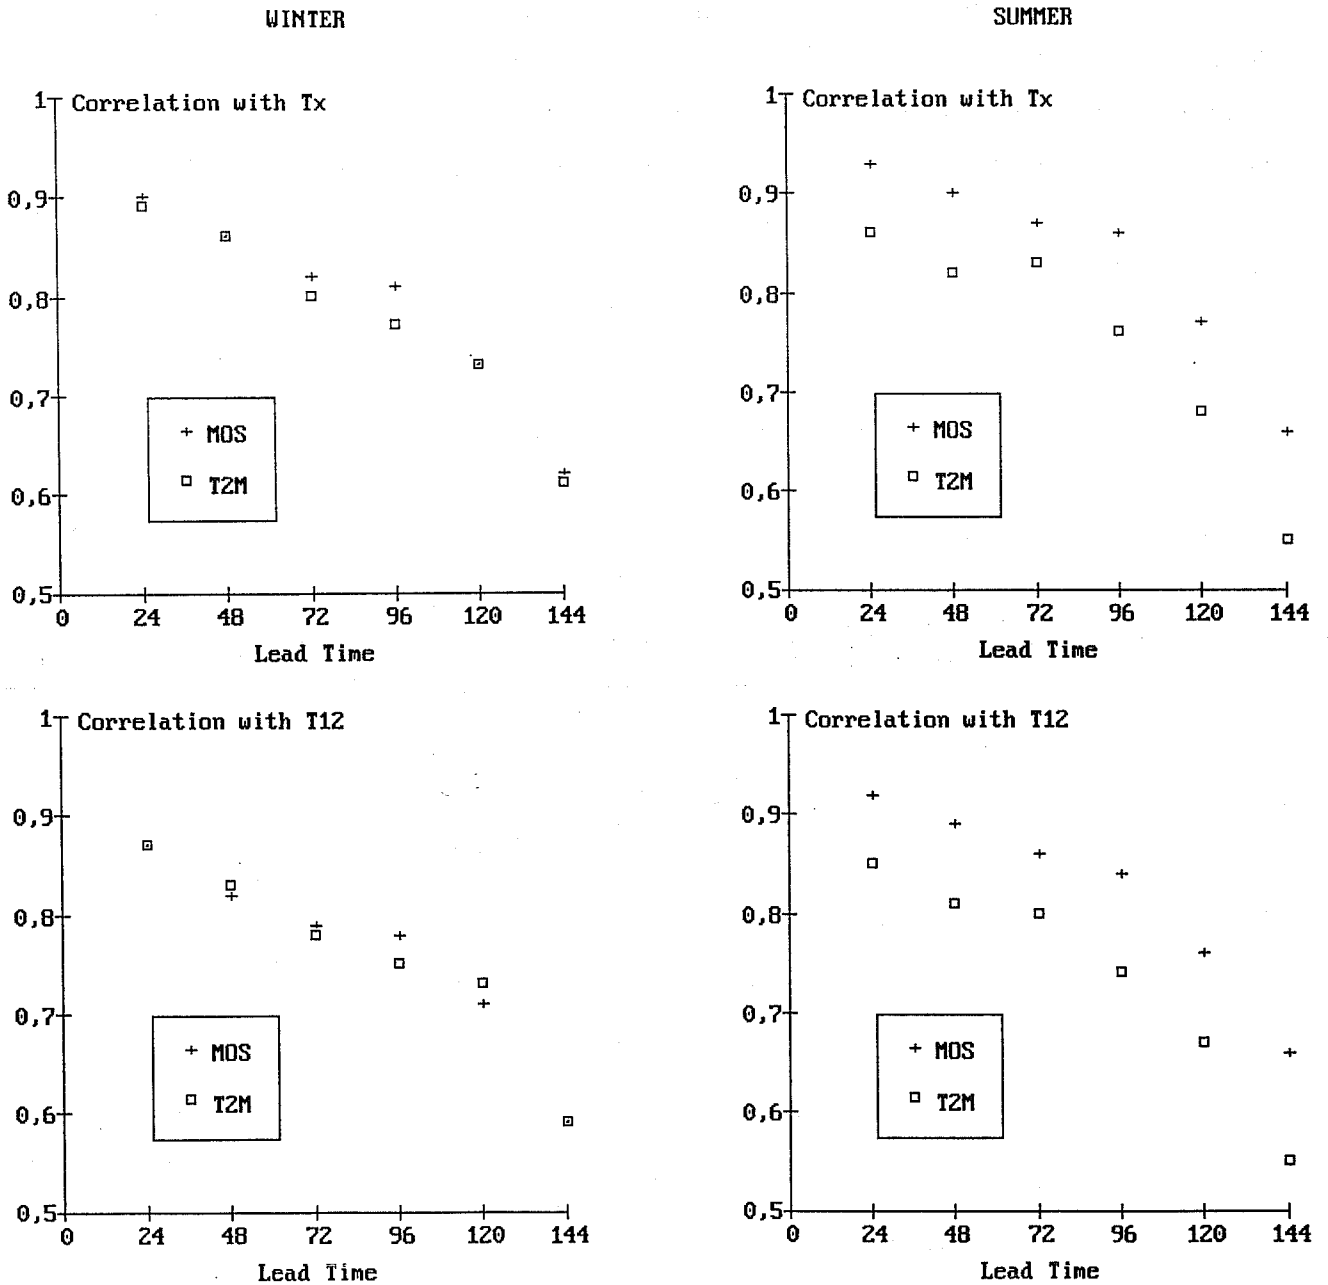 WINTER
1 Correlation with Tx
0,9
0,8
0,7
+ MOS
□ T2M
0,6
0,5
0 24 48 72 96 120 144
Lead Time
SUMMER
1 Correlation with Tx
0,9
0,8
0,7
+ MOS
□ T2M
0,6
0,5
0 24 48 72 96 120 144
Lead Time
1 Correlation with T12
0,9
0,8
0,7
+ MOS
□ T2M
0,6
0,5
0 24 48 72 96 120 144
Lead Time
1 Correlation with T12
0,9
0,8
0,7
+ MOS
□ T2M
0,6
0,5
0 24 48 72 96 120 144
Lead Time